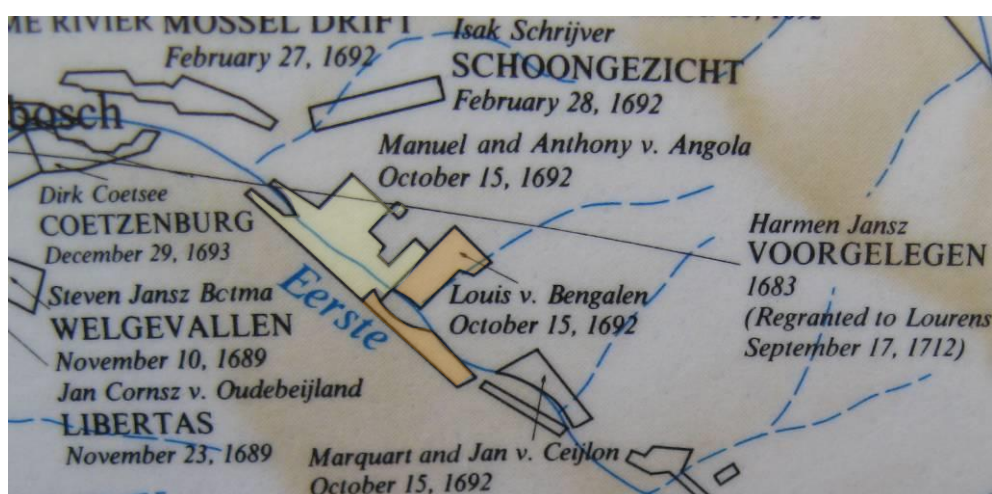 ME RIVIER MOSSEL DRIFT
February 27, 1692
Isak Schrijver
SCHOONGEZICHT
February 28, 1692
bosch
Manuel and Anthony v. Angola
October 15, 1692
Dirk Coetsee
COETZENBURG
December 29, 1693
Harmen Jansz
VOORGELEGEN
1683
(Regranted to Lourens
September 17, 1712)
Eerste
Louis v. Bengalen
October 15, 1692
Steven Jansz Botma
WELGEVALLEN
November 10, 1689
Jan Cornsz v. Oudebeijland
LIBERTAS
November 23, 1689
Marquart and Jan v. Ceijlon
October 15, 1692